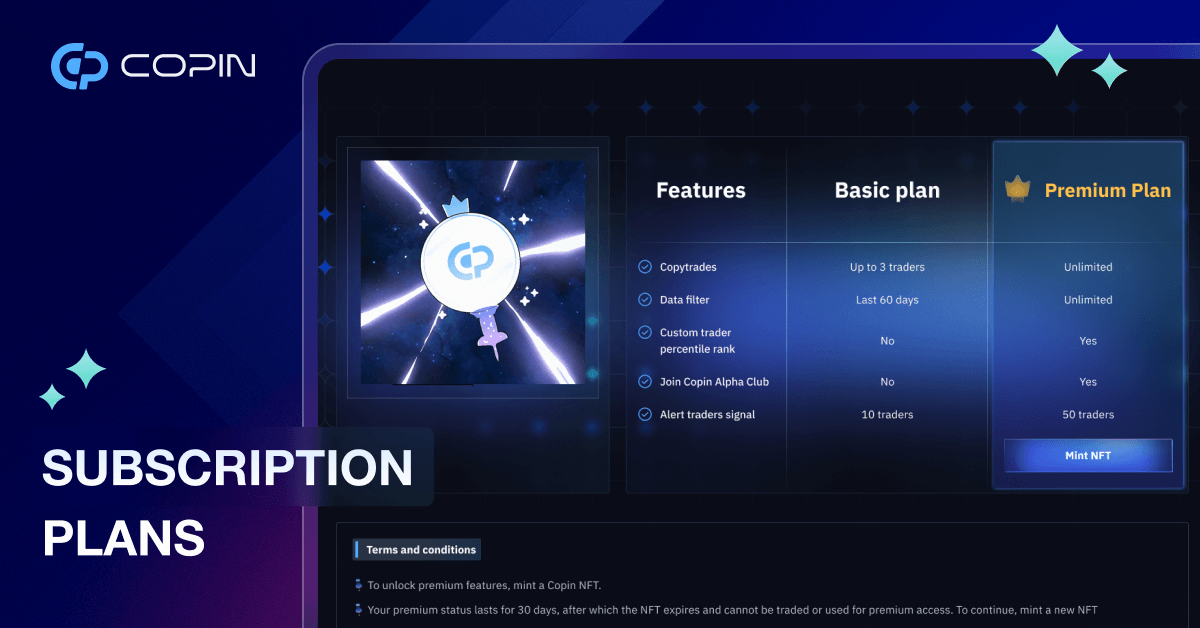 COPIN
SUBSCRIPTION
PLANS
Features Basic plan Premium Plan
Copytrades Up to 3 traders Unlimited
Data filter Last 60 days Unlimited
Custom trader
percentile rank No Yes
Join Copin Alpha Club No Yes
Alert traders signal 10 traders 50 traders
Mint NFT
Terms and conditions
To unlock premium features, mint a Copin NFT.
Your premium status lasts for 30 days, after which the NFT expires and cannot be traded or used for premium access. To continue, mint a new NFT